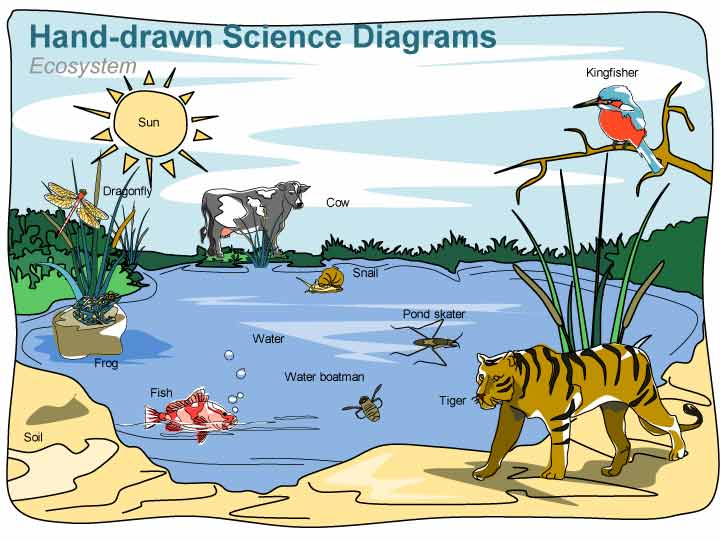 Hand-drawn Science Diagrams
Ecosystem
Kingfisher
Sun
Dragonfly
Cow
Snail
Pond skater
Water
Frog
Water boatman
Fish
Tiger
Soil